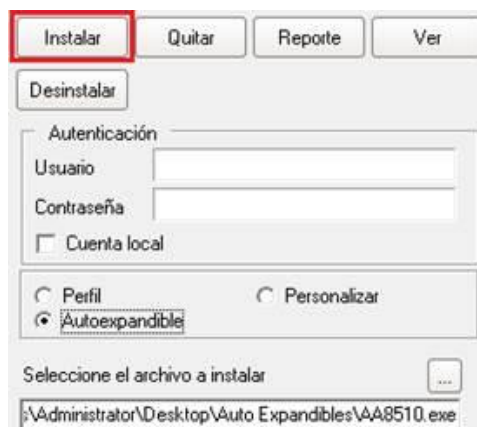 Instalar Quitar Reporte Ver
Desinstalar
Autenticación
Usuario
Contraseña
Cuenta local
Perfil Personalizar
Autoexpandible
Seleccione el archivo a instalar ...
:\Administrator\Desktop\Auto Expandibles\AA8510.exe